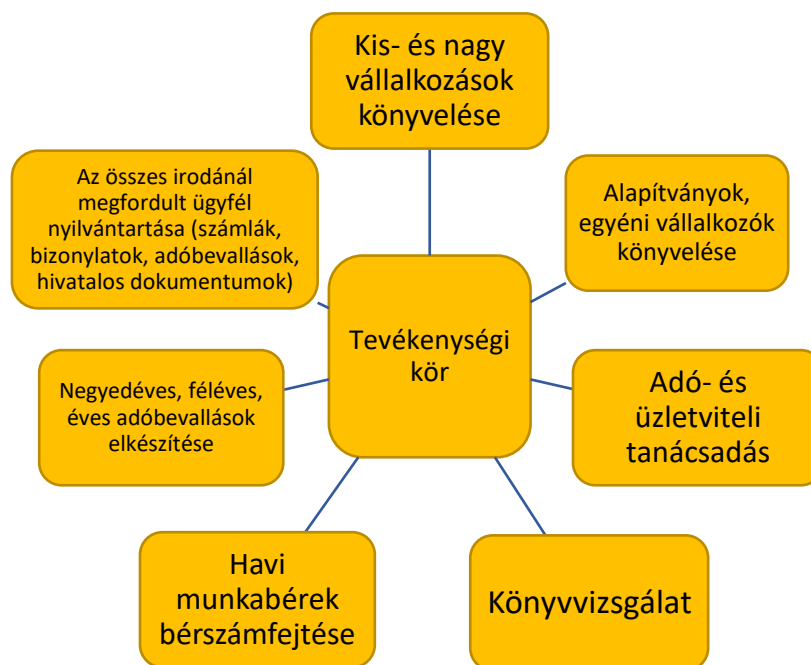 Kis- és nagy
vállalkozások
könyvelése
Az összes irodánál
megfordult ügyfél
nyilvántartása (számlák,
bizonylatok, adóbevallások,
hivatalos dokumentumok)
Alapítványok,
egyéni vállalkozók
könyvelése
Tevékenységi
kör
Negyedéves, féléves,
éves adóbevallások
elkészítése
Adó- és
üzletviteli
tanácsadás
Havi
munkabérek
bérszámfejtése
Könyvvizsgálat